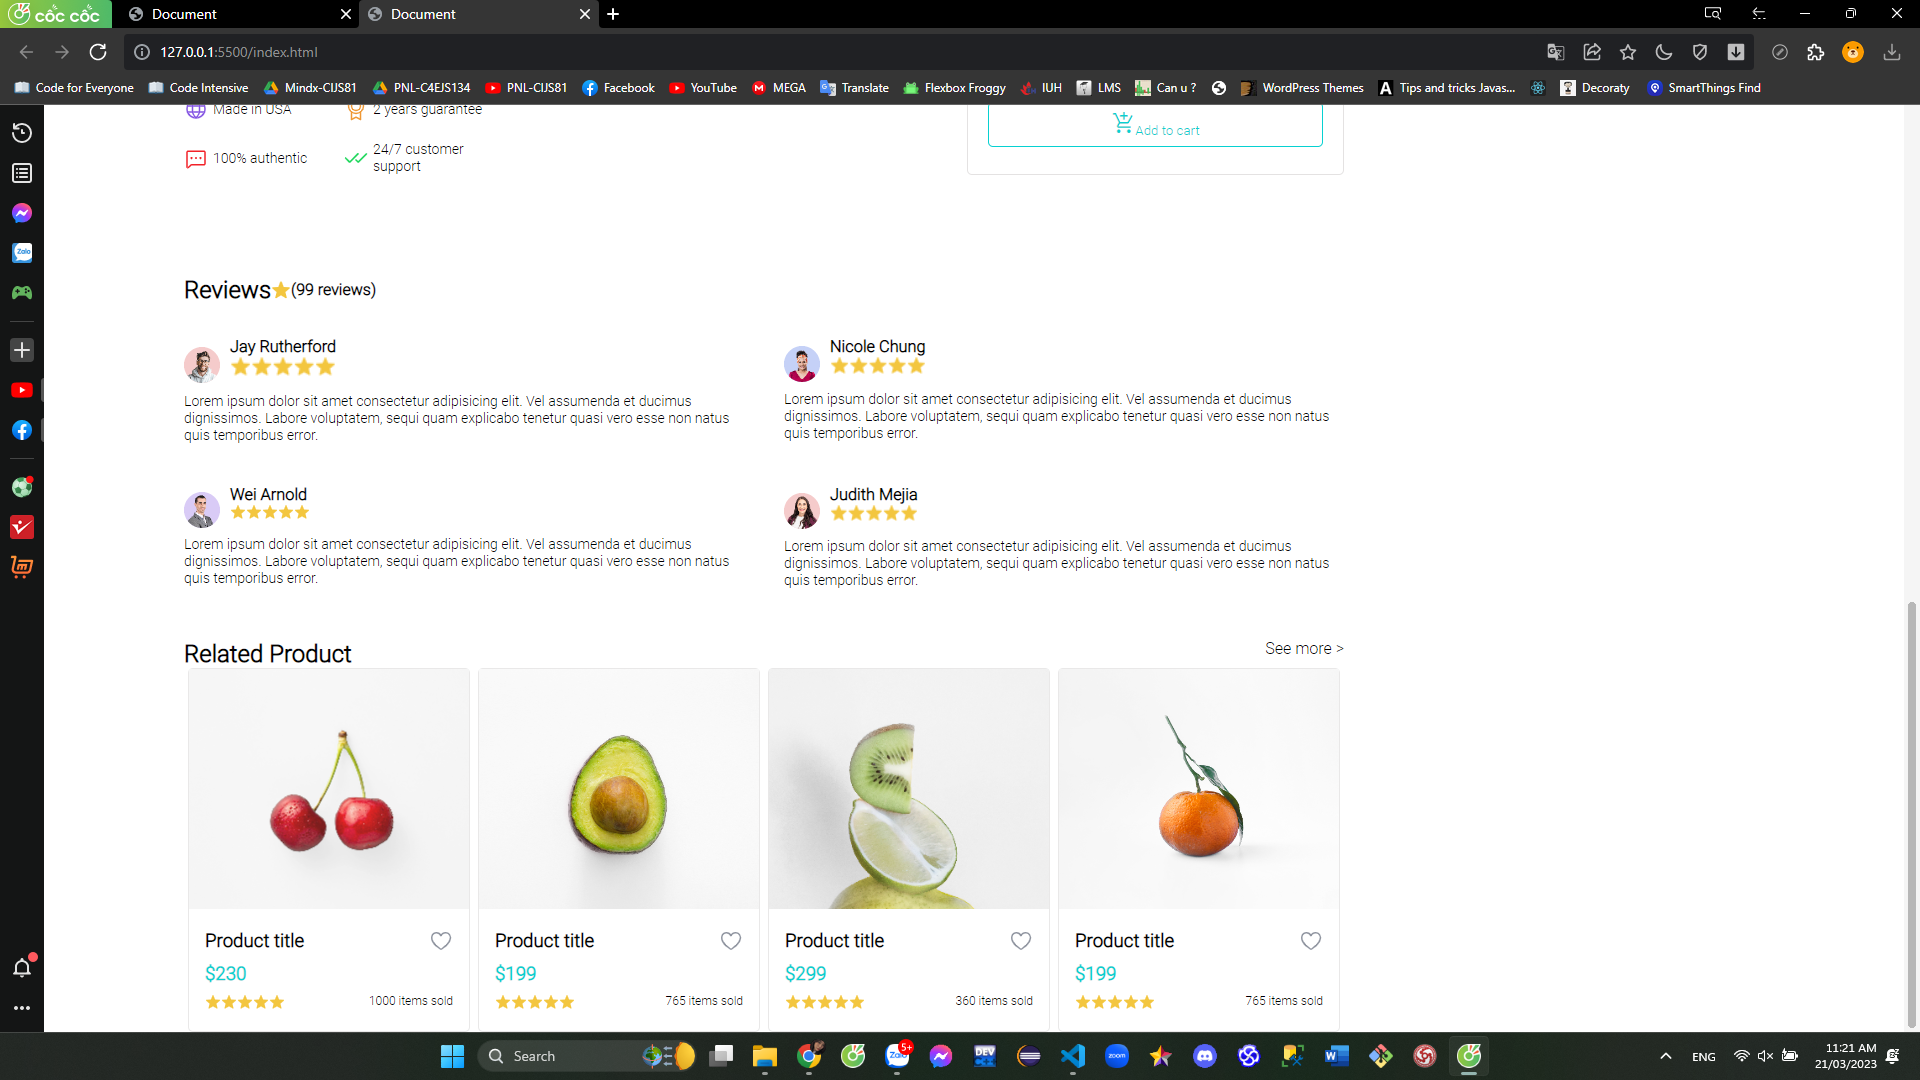 cốc cốc
Document
Document
127.0.0.1:5500/index.html
Code for Everyone
Code Intensive
Mindx-CIJS81
PNL-C4EJS134
PNL-CIJS81
Facebook
YouTube
MEGA
Translate
Flexbox Froggy
IUH
LMS
Can u ?
WordPress Themes
Tips and tricks Javas...
Decoraty
SmartThings Find
Made in USA
2 years guarantee
100% authentic
24/7 customer
support
Add to cart
Reviews (99 reviews)
Jay Rutherford
Lorem ipsum dolor sit amet consectetur adipisicing elit. Vel assumenda et ducimus
dignissimos. Labore voluptatem, sequi quam explicabo tenetur quasi vero esse non natus
quis temporibus error.
Nicole Chung
Lorem ipsum dolor sit amet consectetur adipisicing elit. Vel assumenda et ducimus
dignissimos. Labore voluptatem, sequi quam explicabo tenetur quasi vero esse non natus
quis temporibus error.
Wei Arnold
Lorem ipsum dolor sit amet consectetur adipisicing elit. Vel assumenda et ducimus
dignissimos. Labore voluptatem, sequi quam explicabo tenetur quasi vero esse non natus
quis temporibus error.
Judith Mejia
Lorem ipsum dolor sit amet consectetur adipisicing elit. Vel assumenda et ducimus
dignissimos. Labore voluptatem, sequi quam explicabo tenetur quasi vero esse non natus
quis temporibus error.
Related Product
See more >
Product title
$230
1000 items sold
Product title
$199
765 items sold
Product title
$299
360 items sold
Product title
$199
765 items sold
Search
Zalo
5+
DEV
zoom
W
ENG
11:21 AM
21/03/2023